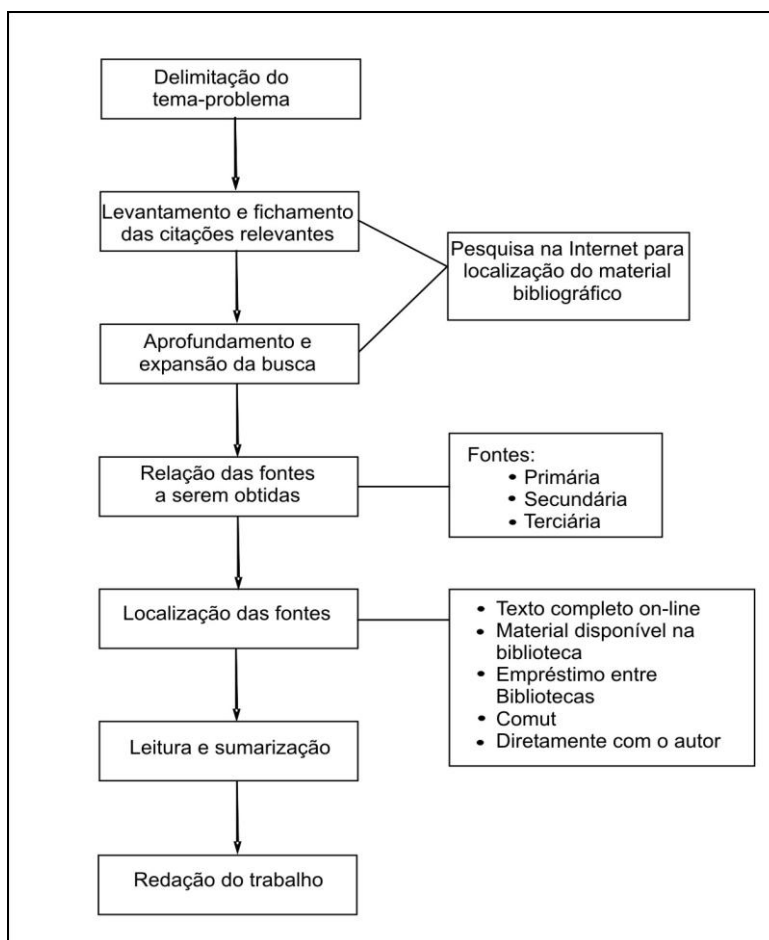 Delimitação do
tema-problema
Levantamento e fichamento
das citações relevantes
Pesquisa na Internet para
localização do material
bibliográfico
Aprofundamento e
expansão da busca
Relação das fontes
a serem obtidas
Fontes:
• Primária
• Secundária
• Terciária
Localização das fontes
• Texto completo on-line
• Material disponível na
biblioteca
• Empréstimo entre
Bibliotecas
• Comut
• Diretamente com o autor
Leitura e sumarização
Redação do trabalho